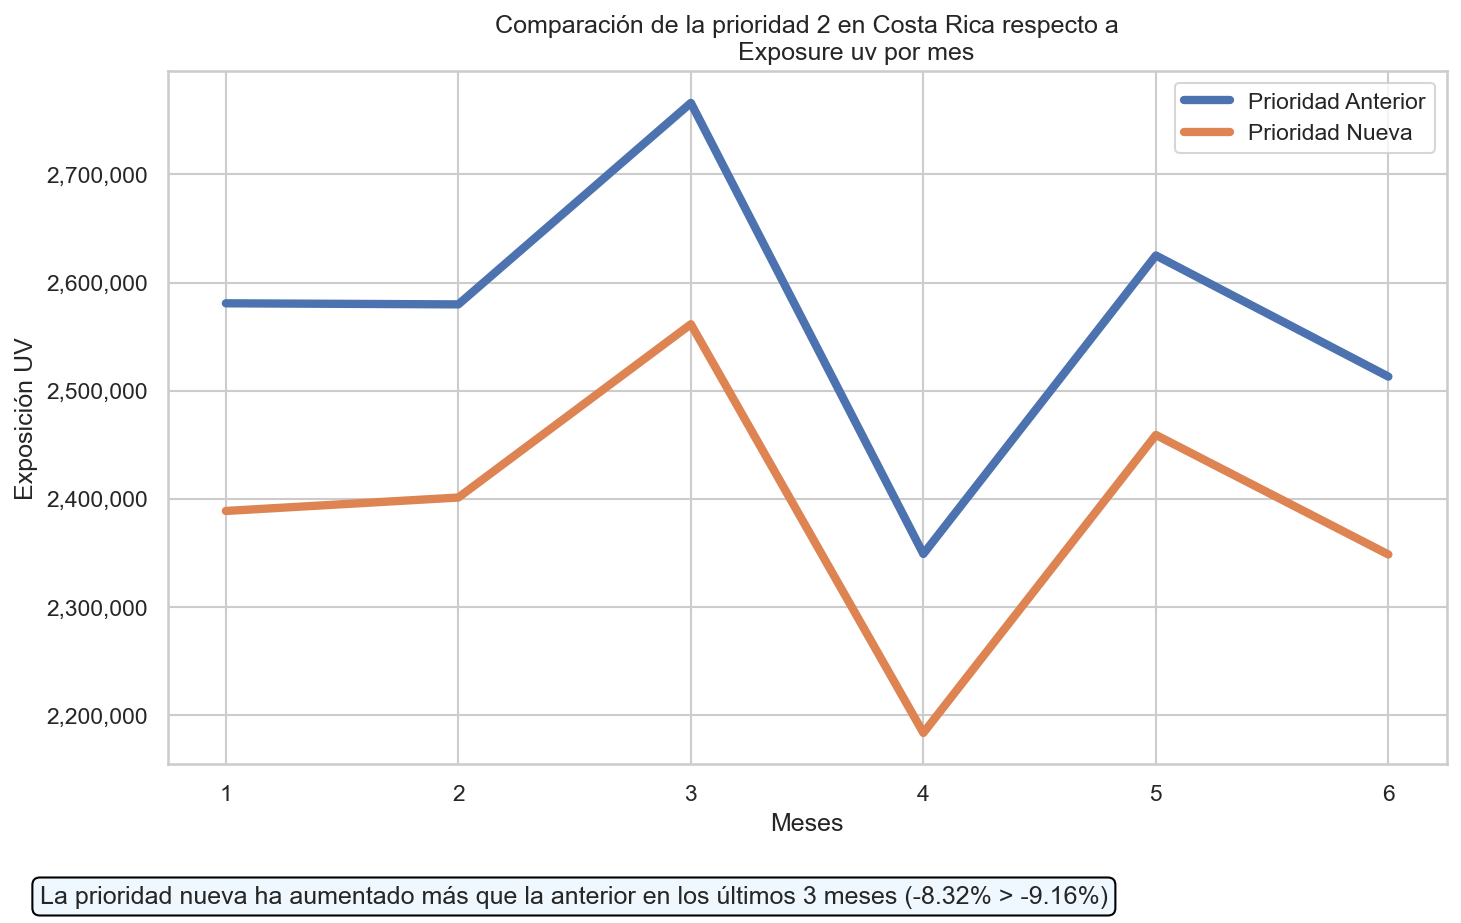 Comparación de la prioridad 2 en Costa Rica respecto a
Exposure uv por mes
Prioridad Anterior
Prioridad Nueva
Exposición UV
2,700,000
2,600,000
2,500,000
2,400,000
2,300,000
2,200,000
1 2 3 4 5 6
Meses
La prioridad nueva ha aumentado más que la anterior en los últimos 3 meses (-8.32% > -9.16%)